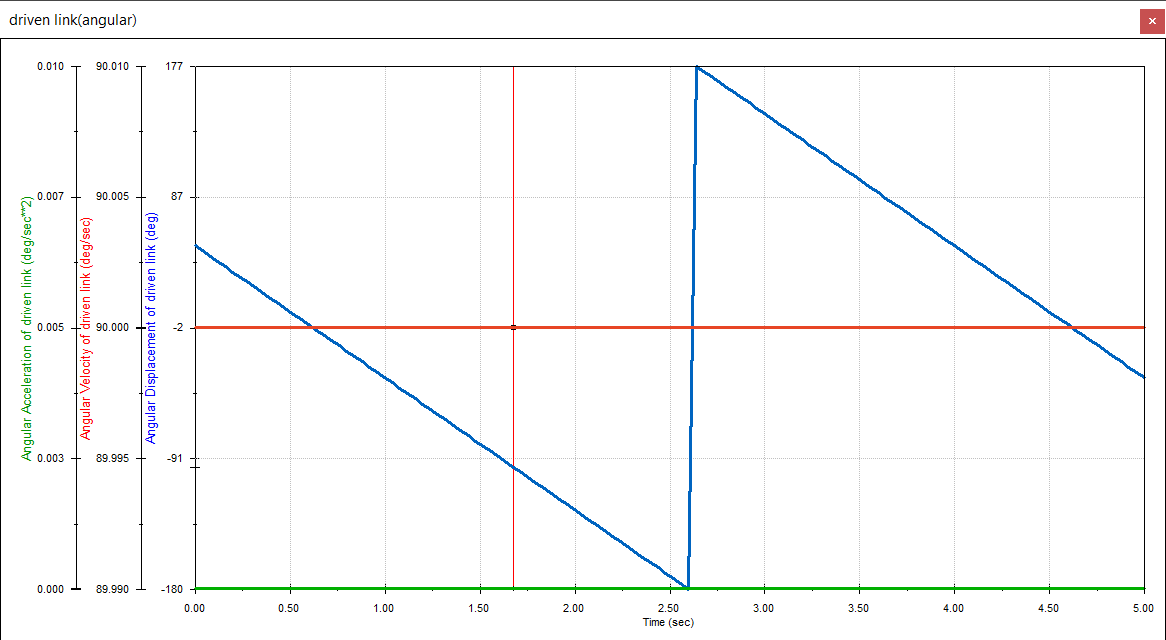 driven link(angular)
Angular Acceleration of driven link (deg/sec**2)
0.010
0.007
0.005
0.003
0.000
Angular Velocity of driven link (deg/sec)
90.010
90.005
90.000
89.995
89.990
Angular Displacement of driven link (deg)
177
87
-2
-91
-180
0.00 0.50 1.00 1.50 2.00 2.50 3.00 3.50 4.00 4.50 5.00
Time (sec)